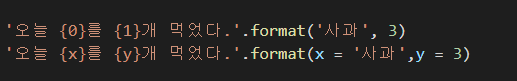 '오늘 {0}를 {1}개 먹었다.'.format('사과', 3)
'오늘 {x}를 {y}개 먹었다.'.format(x = '사과',y = 3)